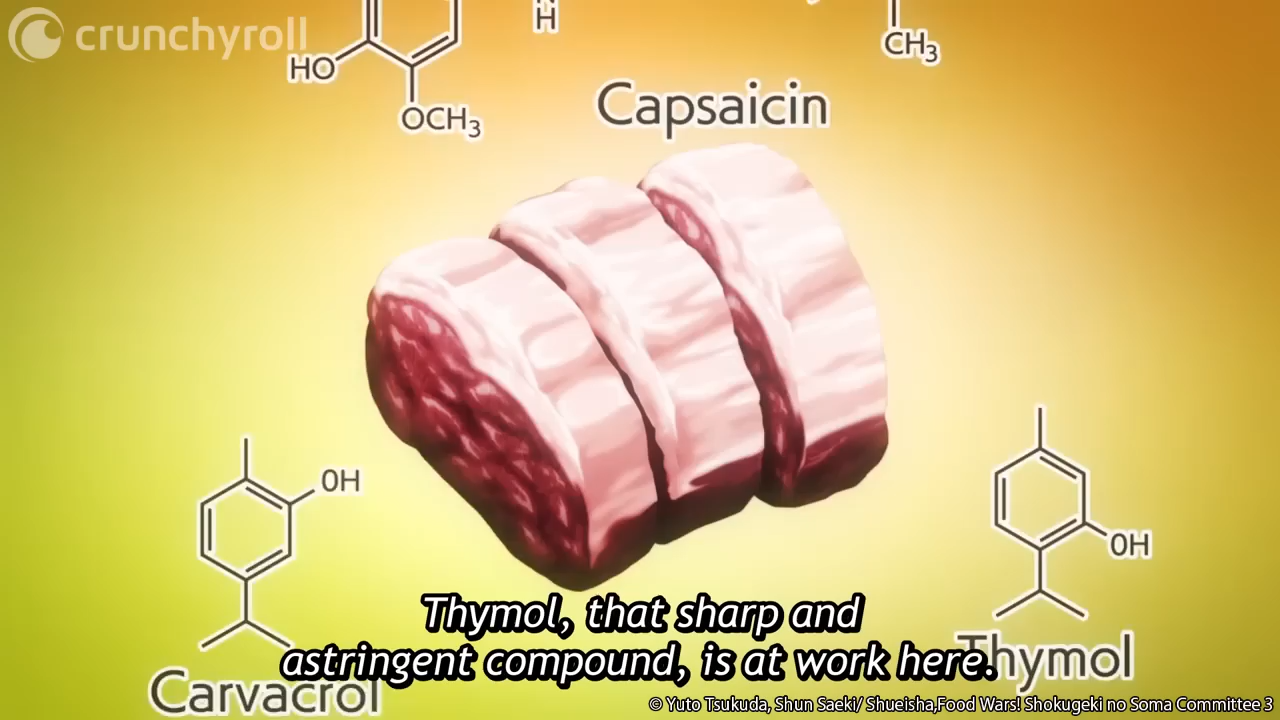 crunchyroll
H
HO
CH3
OCH3
Capsaicin
OH
OH
Thymol, that sharp and
astringent compound, is at work here.
Thymol
Carvacrol
© Yuto Tsukuda, Shun Saeki/ Shueisha,Food Wars! Shokugeki no Soma Committee 3